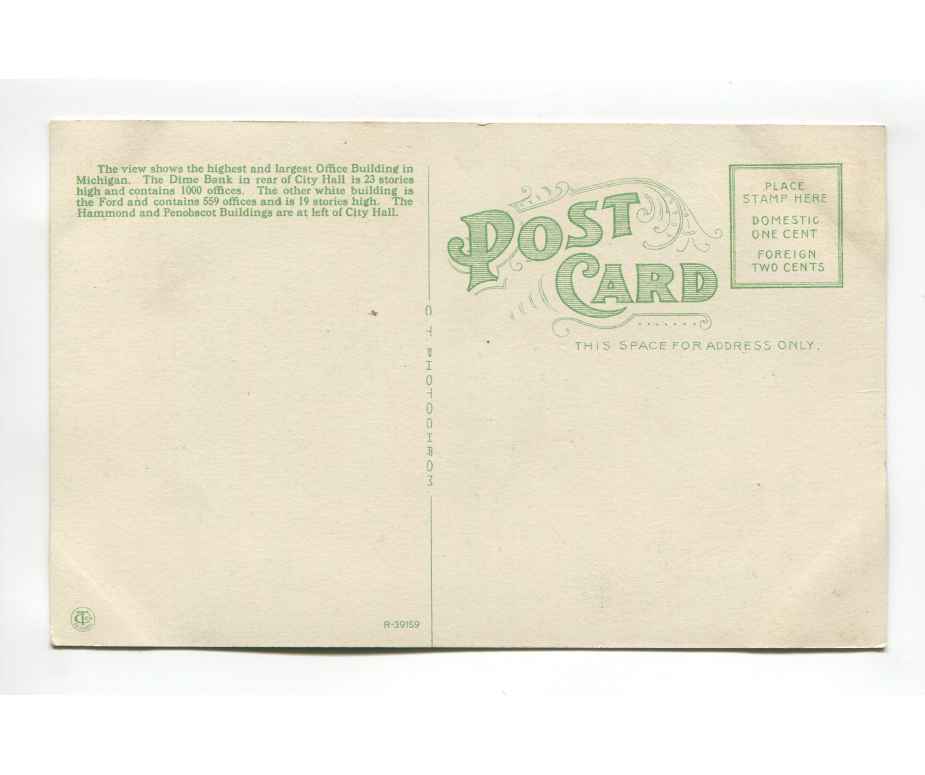 The view shows the highest and largest Office Building in
Michigan. The Dime Bank in rear of City Hall is 23 stories
high and contains 1000 offices. The other white building is
the Ford and contains 559 offices and is 19 stories high. The
Hammond and Penobscot Buildings are at left of City Hall.
POST
CARD
PLACE
STAMP HERE
DOMESTIC
ONE CENT
FOREIGN
TWO CENTS
THIS SPACE FOR ADDRESS ONLY.
R-39159